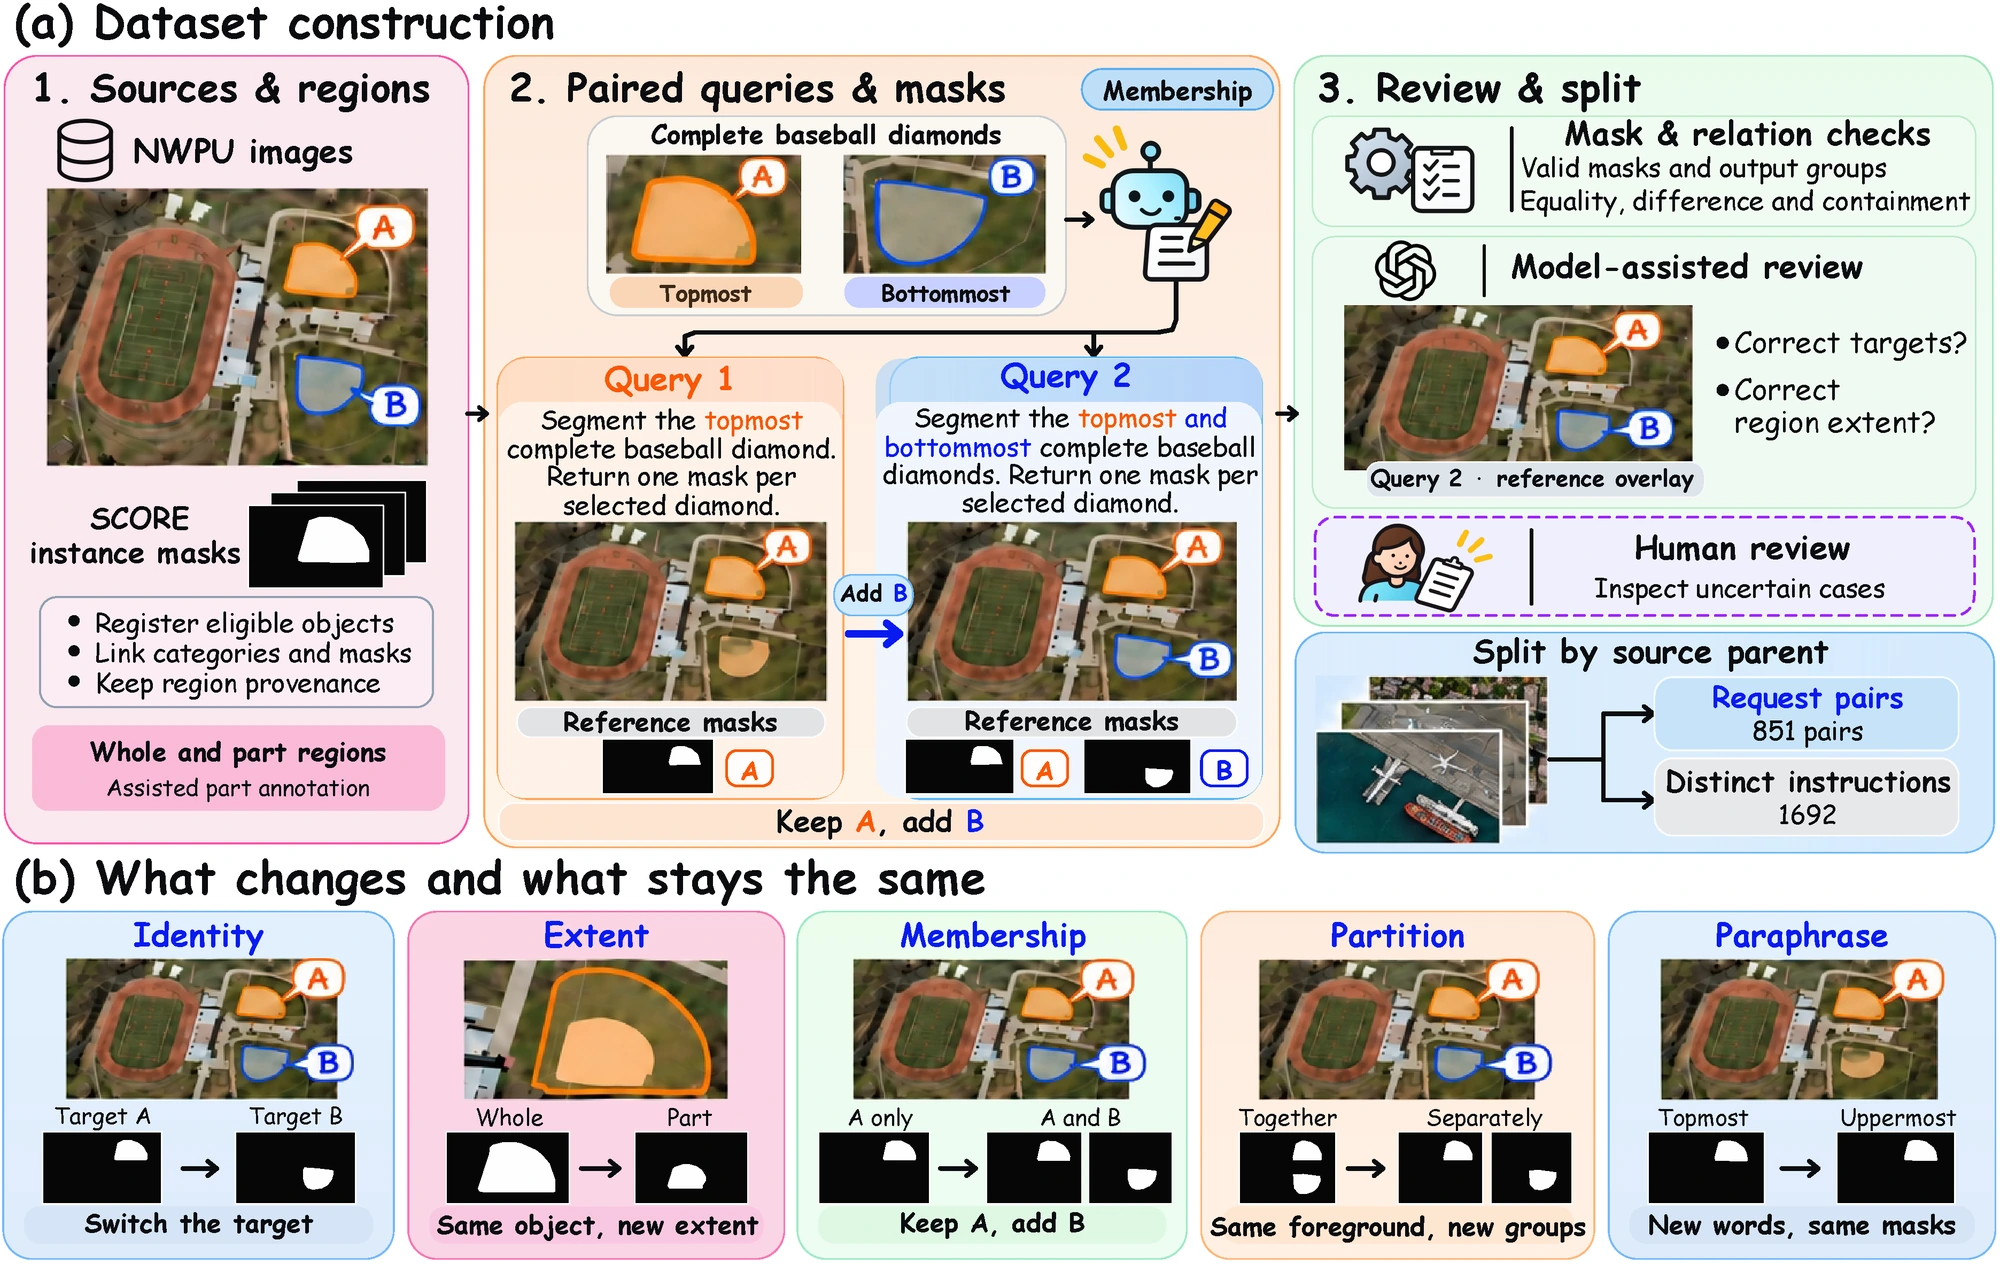 (a) Dataset construction
1. Sources & regions
NWPU images
A
B
SCORE
instance masks
• Register eligible objects
• Link categories and masks
• Keep region provenance
Whole and part regions
Assisted part annotation
2. Paired queries & masks
Membership
Complete baseball diamonds
A
B
Topmost
Bottommost
Query 1
Segment the topmost
complete baseball diamond.
Return one mask per
selected diamond.
A
Reference masks
A
Add B
Query 2
Segment the topmost and
bottommost complete baseball
diamonds. Return one mask per
selected diamond.
A
B
Reference masks
A
B
Keep A, add B
3. Review & split
Mask & relation checks
Valid masks and output groups
Equality, difference and containment
Model-assisted review
A
B
Query 2 · reference overlay
• Correct targets?
• Correct
region extent?
Human review
Inspect uncertain cases
Split by source parent
Request pairs
851 pairs
Distinct instructions
1692
(b) What changes and what stays the same
Identity
A
B
Target A
Target B
Switch the target
Extent
Whole
Part
Same object, new extent
Membership
A
B
A only
A and B
Keep A, add B
Partition
A
B
Together
Separately
Same foreground, new groups
Paraphrase
A
Topmost
Uppermost
New words, same masks